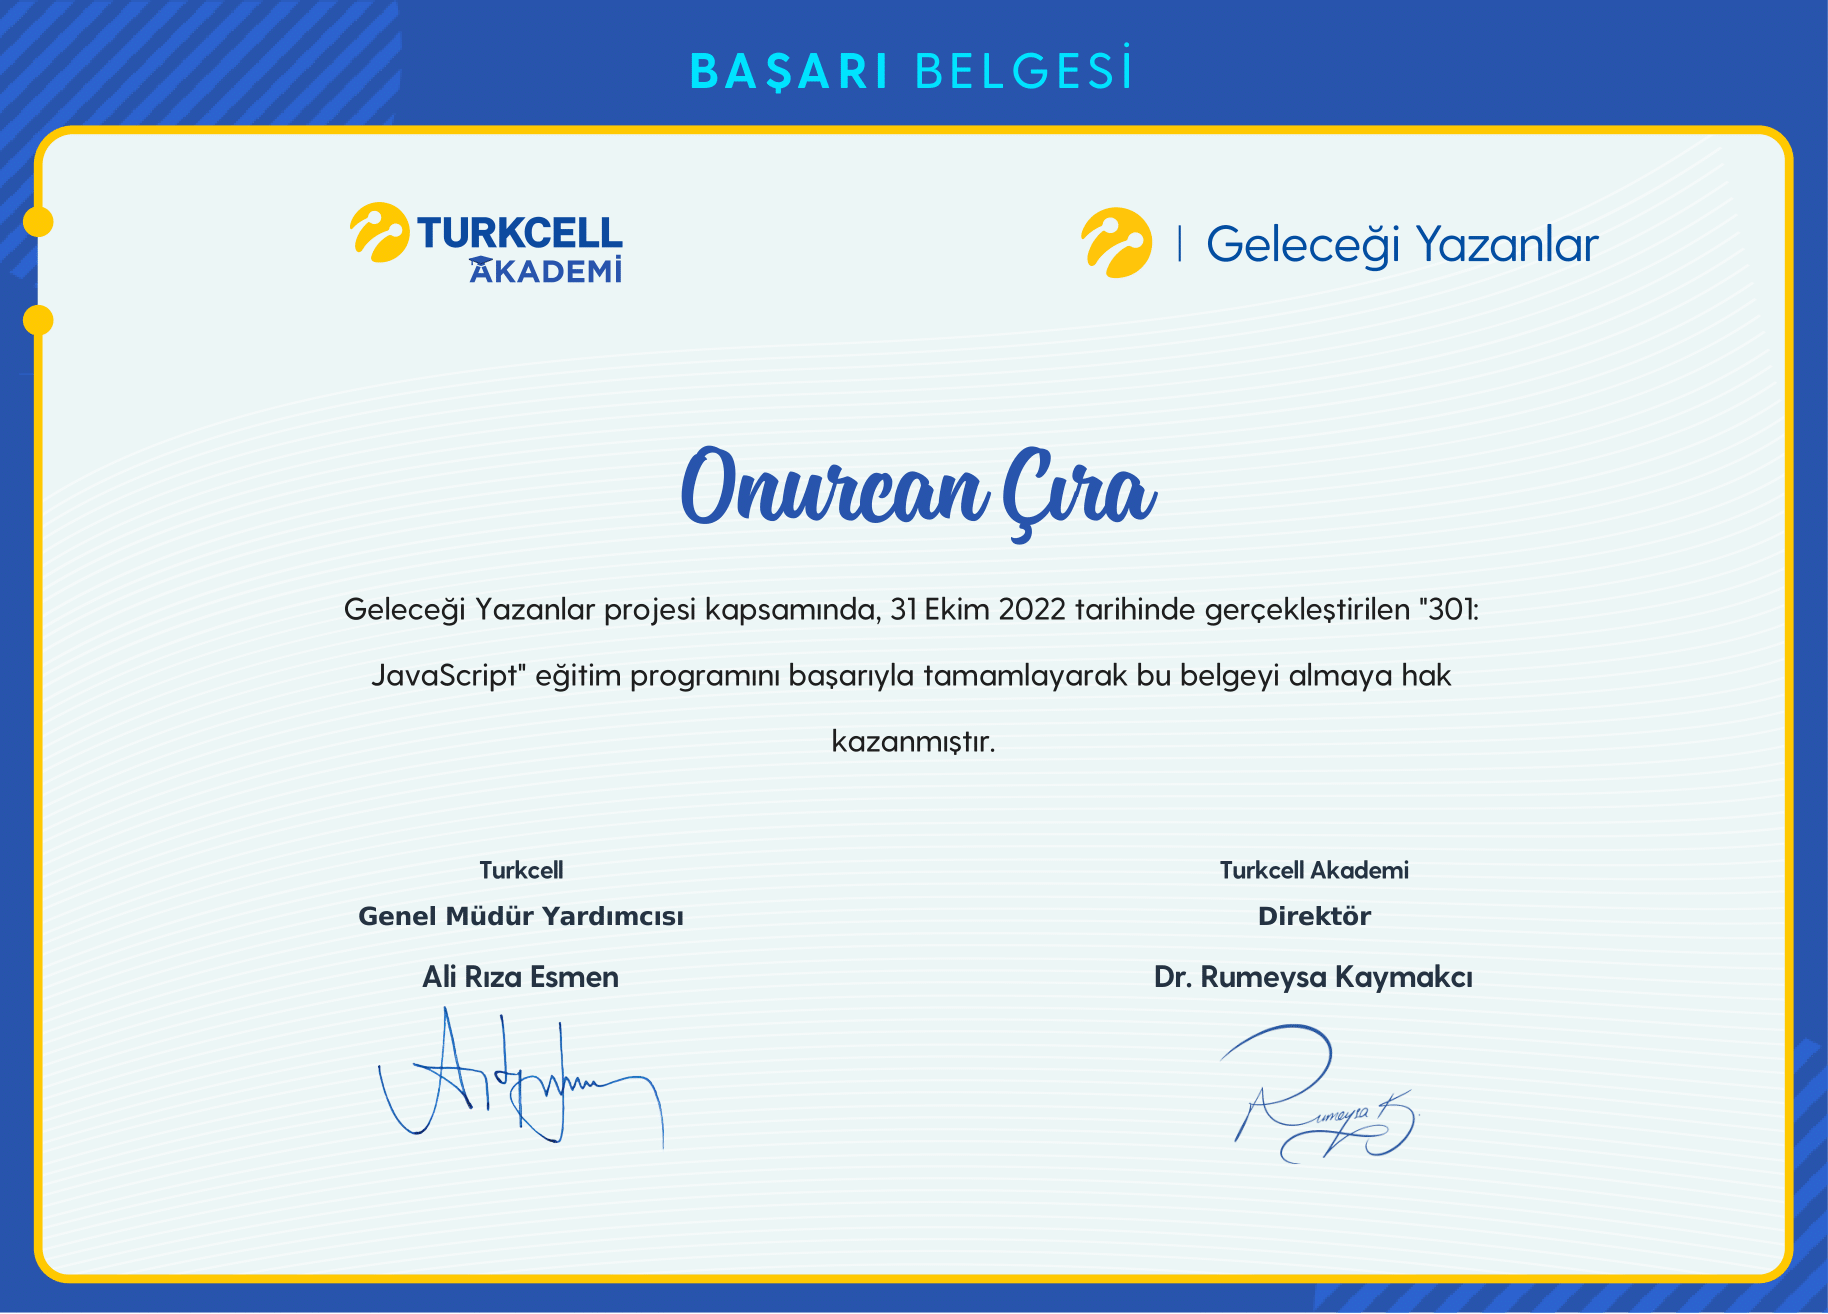 BAŞARI BELGESİ
TURKCELL
AKADEMİ
| Geleceği Yazanlar
Onurcan Çıra
Geleceği Yazanlar projesi kapsamında, 31 Ekim 2022 tarihinde gerçekleştirilen "301:
JavaScript" eğitim programını başarıyla tamamlayarak bu belgeyi almaya hak
kazanmıştır.
Turkcell
Genel Müdür Yardımcısı
Ali Rıza Esmen
Turkcell Akademi
Direktör
Dr. Rumeysa Kaymakcı
Rumeysa K.